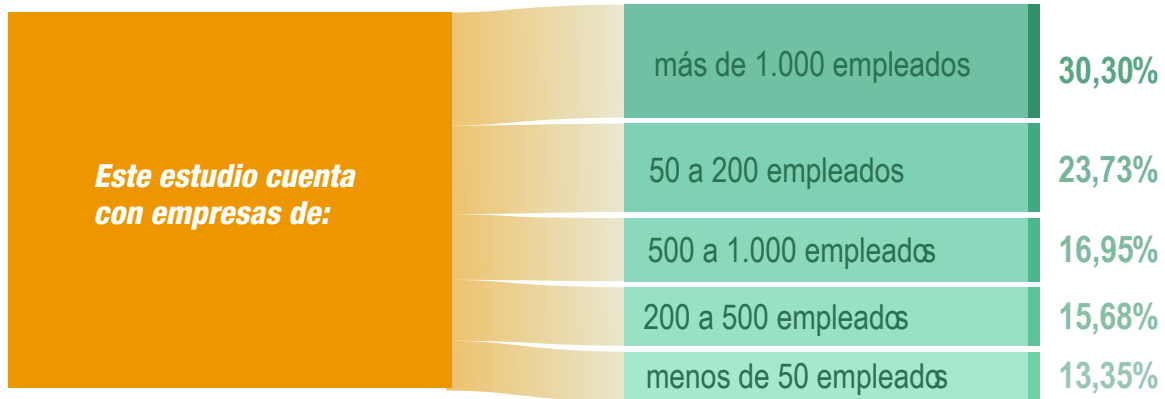 Este estudio cuenta
con empresas de:
más de 1.000 empleados
30,30%
50 a 200 empleados
23,73%
500 a 1.000 empleados
16,95%
200 a 500 empleados
15,68%
menos de 50 empleados
13,35%